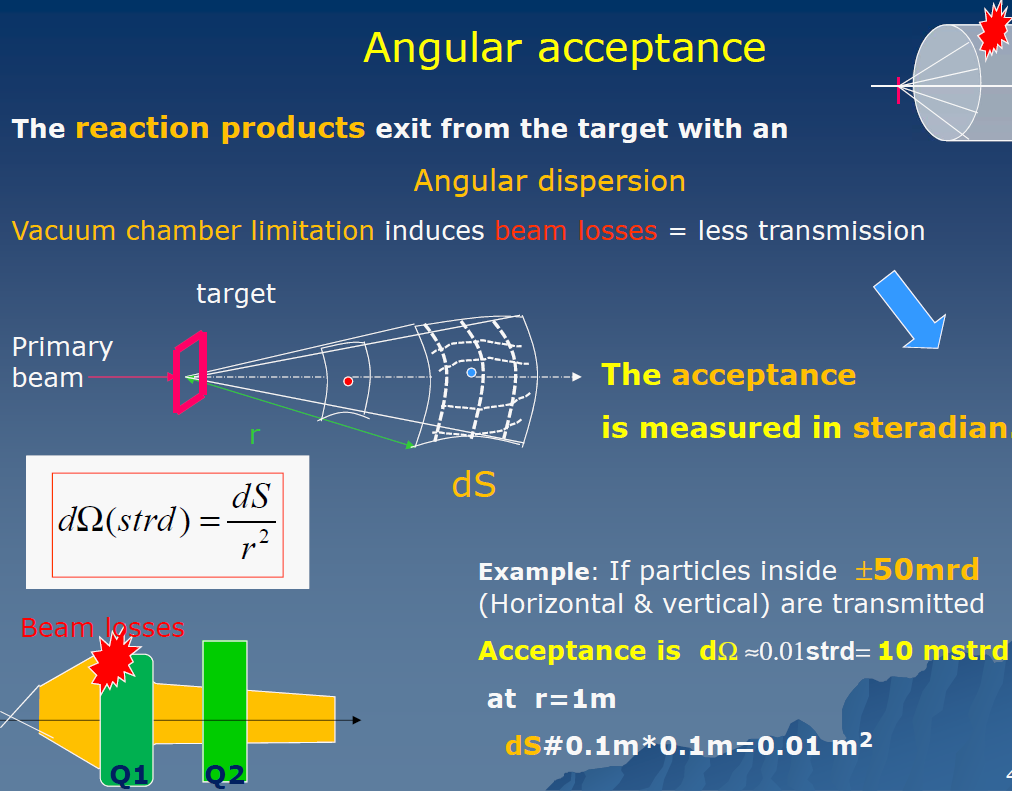 Angular acceptance
The reaction products exit from the target with an
Angular dispersion
Vacuum chamber limitation induces beam losses = less transmission
target
Primary
beam
The acceptance
is measured in steradian.
r
dS
dΩ(strd) = dS / r²
Example: If particles inside ±50mrd
(Horizontal & vertical) are transmitted
Beam losses
Acceptance is dΩ ≈0.01strd= 10 mstrd
at r=1m
dS#0.1m*0.1m=0.01 m²
Q1
Q2